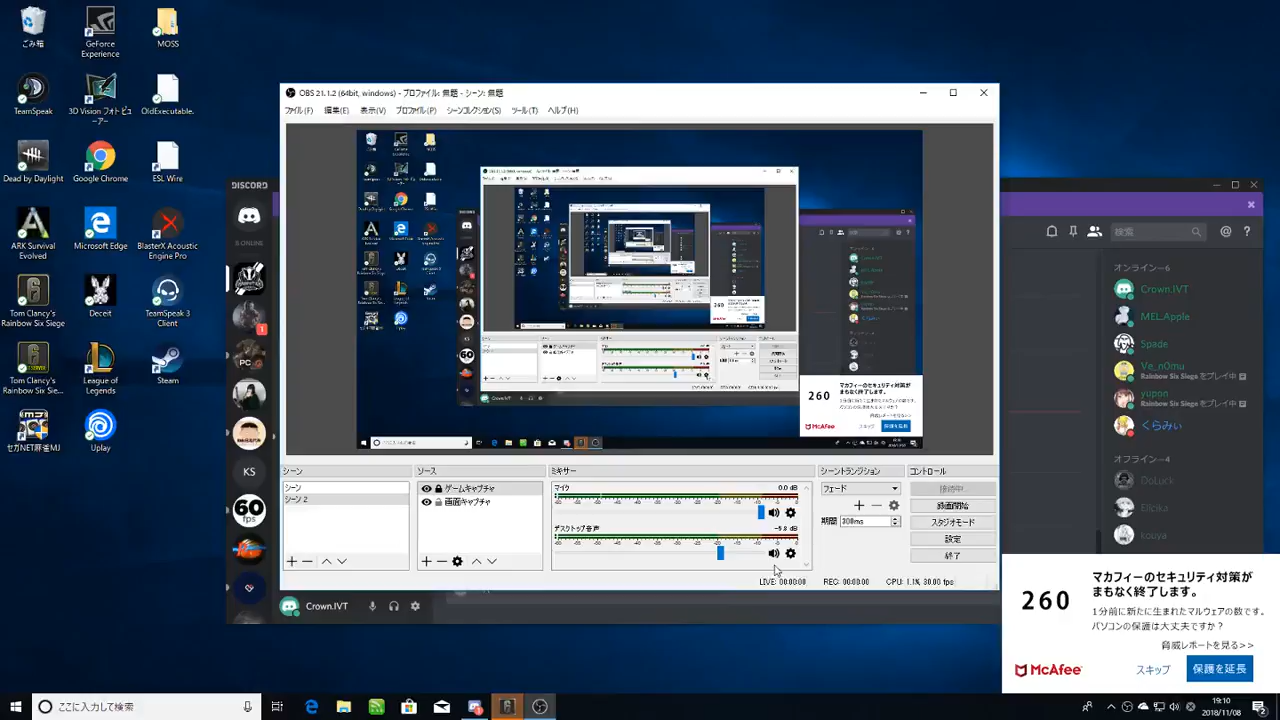 ごみ箱
GeForce
Experience
MOSS
TeamSpeak
3D Vision フォト ビュ
ーアー
OldExecutable.
Dead by Daylight
Google Chrome
ESL Wire
ARK Survival
Evolved
Microsoft Edge
BlasterX Acoustic
Engine Pro
Tom Clancy's
Rainbow Six Siege
Deceit
TeamSpeak 3
Client
Tom Clancy's
Rainbow Six Se...
League of
Legends
Steam
セガNET麻雀MJ
Uplay
OBS 21.1.2 (64bit, windows) - プロファイル: 無題 - シーン: 無題
ファイル(F)
編集(E)
表示(V)
プロファイル(P)
シーンコレクション(S)
ツール(T)
ヘルプ(H)
シーン
シーン
シーン 2
ソース
ゲームキャプチャ
画面キャプチャ
ミキサー
マイク
0.0 dB
デスクトップ音声
-9.8 dB
シーントランジション
フェード
期間
300ms
コントロール
接続中...
録画開始
スタジオモード
設定
終了
LIVE: 00:00:00
REC: 00:00:00
CPU: 1.1%, 30.00 fps
DISCORD
8 ONLINE
1
PC
KS
60
fps
Crown.IVT
検索
オンライン—6
Crown.IVT
MEL.Apple
Spade
Ve_n0ma
Rainbow Six Siege をプレイ中
yupon
Rainbow Six Siege をプレイ中
くらみい
オフライン—4
DoLuck
Elicika
kouya
260
マカフィーのセキュリティ対策が
まもなく終了します。
1分前に新たに生まれたマルウェアの数です。
パソコンの保護は大丈夫ですか?
脅威レポートを見る>>
McAfee
スキップ
保護を延長
ここに入力して検索
19:10
2018/11/08
2